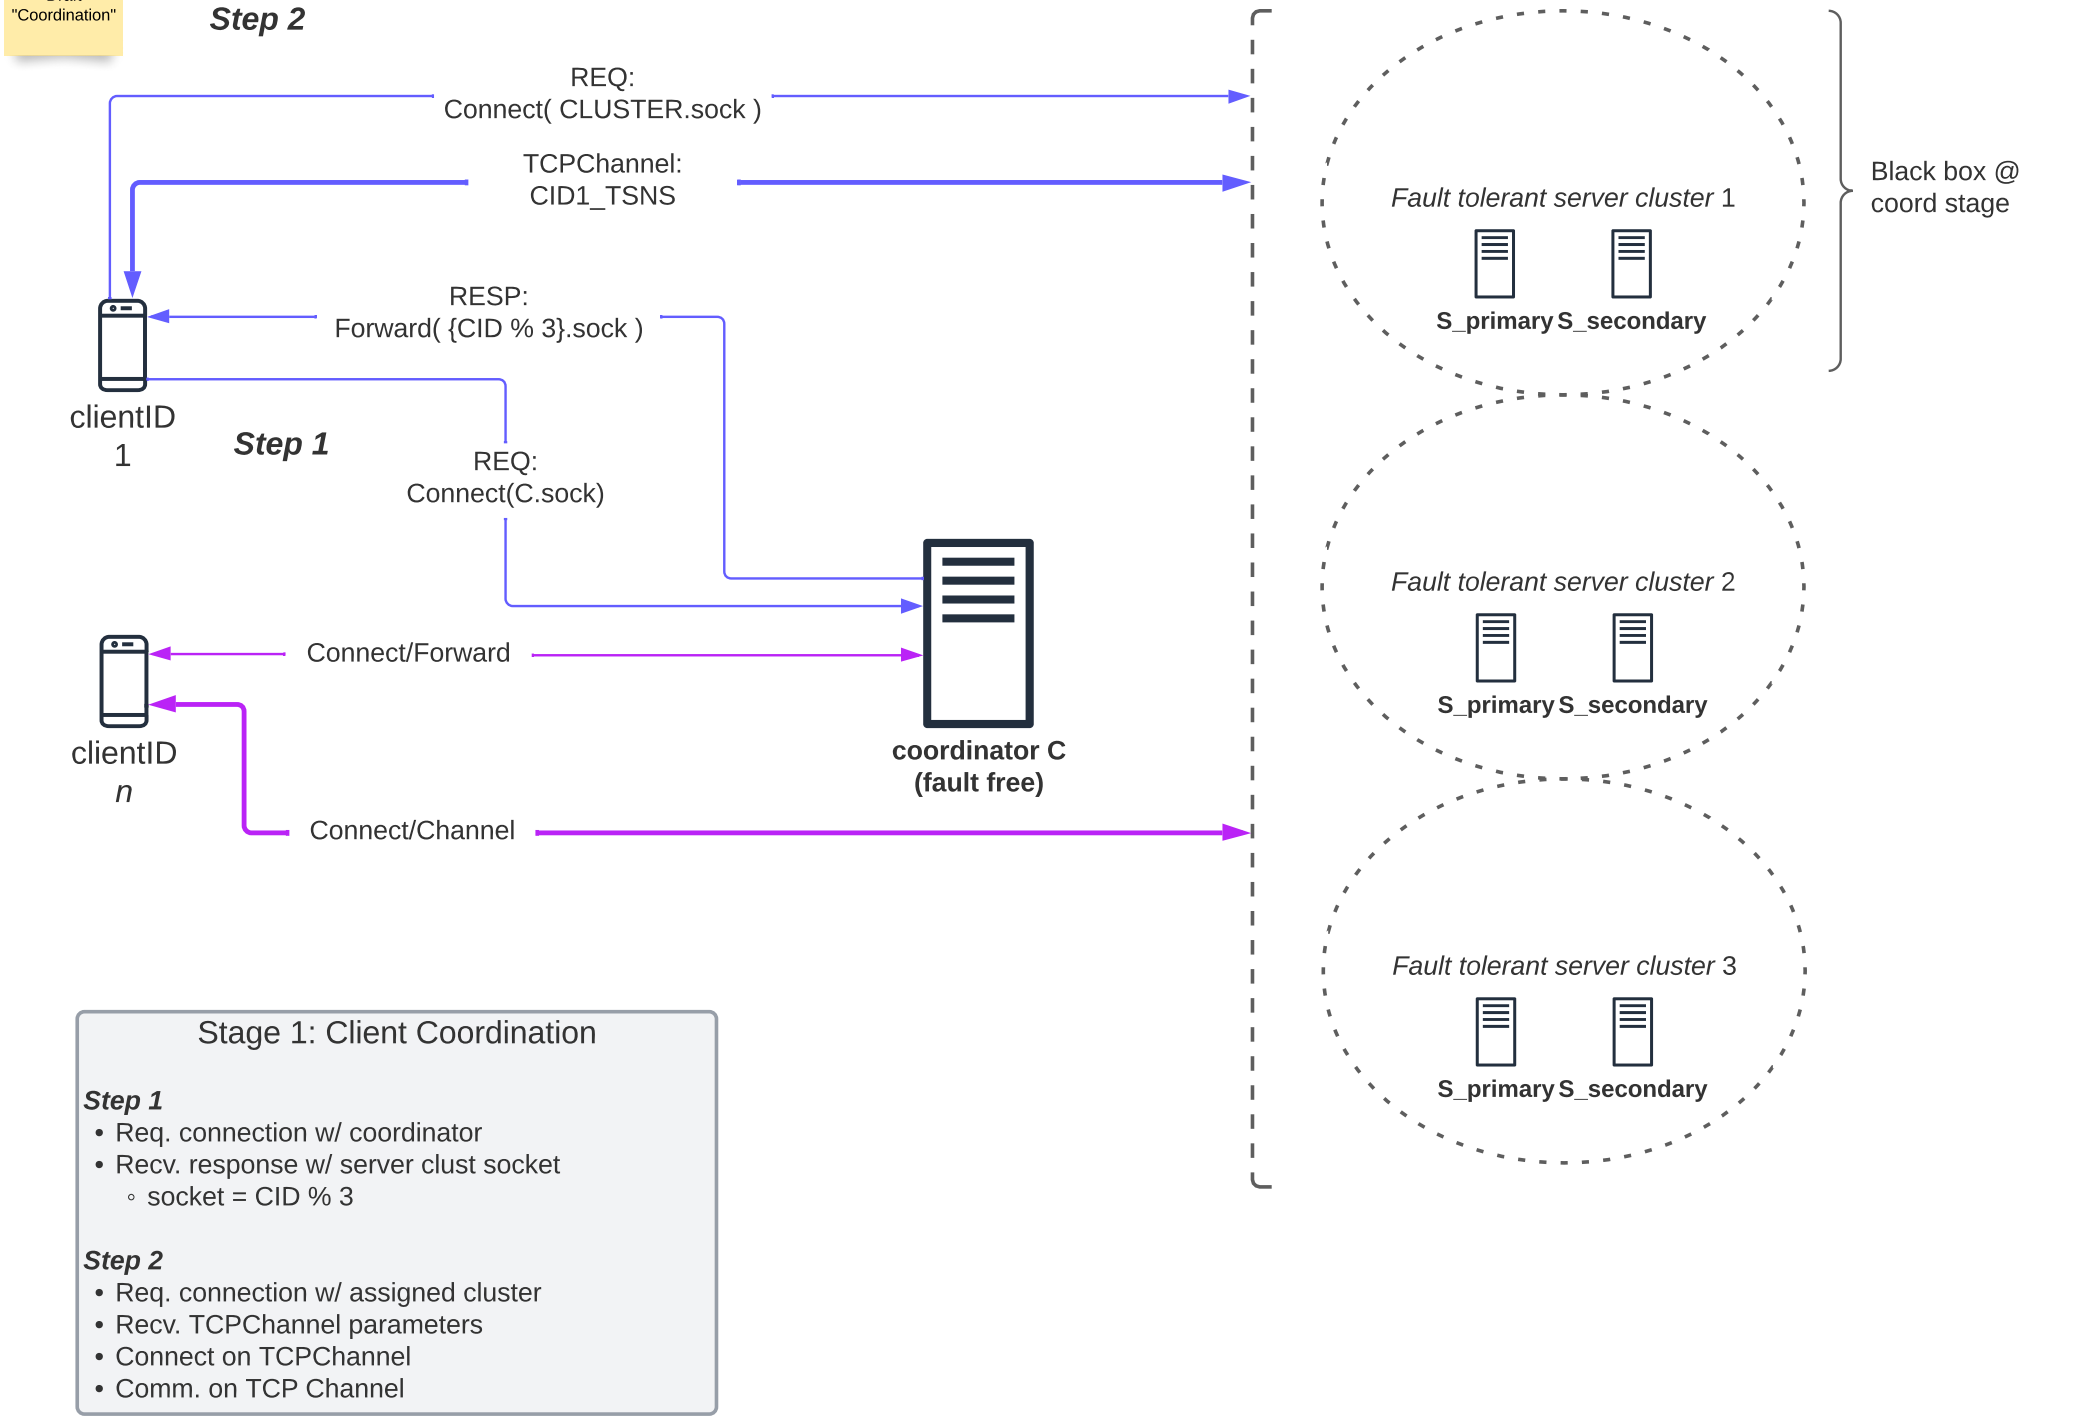 "Coordination"
Step 2
REQ:
Connect( CLUSTER.sock )
TCPChannel:
CID1_TSNS
RESP:
Forward( {CID % 3}.sock )
clientID
1
Step 1
REQ:
Connect(C.sock)
Connect/Forward
clientID
n
Connect/Channel
coordinator C
(fault free)
Fault tolerant server cluster 1
S_primary S_secondary
Black box @
coord stage
Fault tolerant server cluster 2
S_primary S_secondary
Fault tolerant server cluster 3
S_primary S_secondary
Stage 1: Client Coordination
Step 1
• Req. connection w/ coordinator
• Recv. response w/ server clust socket
◦ socket = CID % 3
Step 2
• Req. connection w/ assigned cluster
• Recv. TCPChannel parameters
• Connect on TCPChannel
• Comm. on TCP Channel